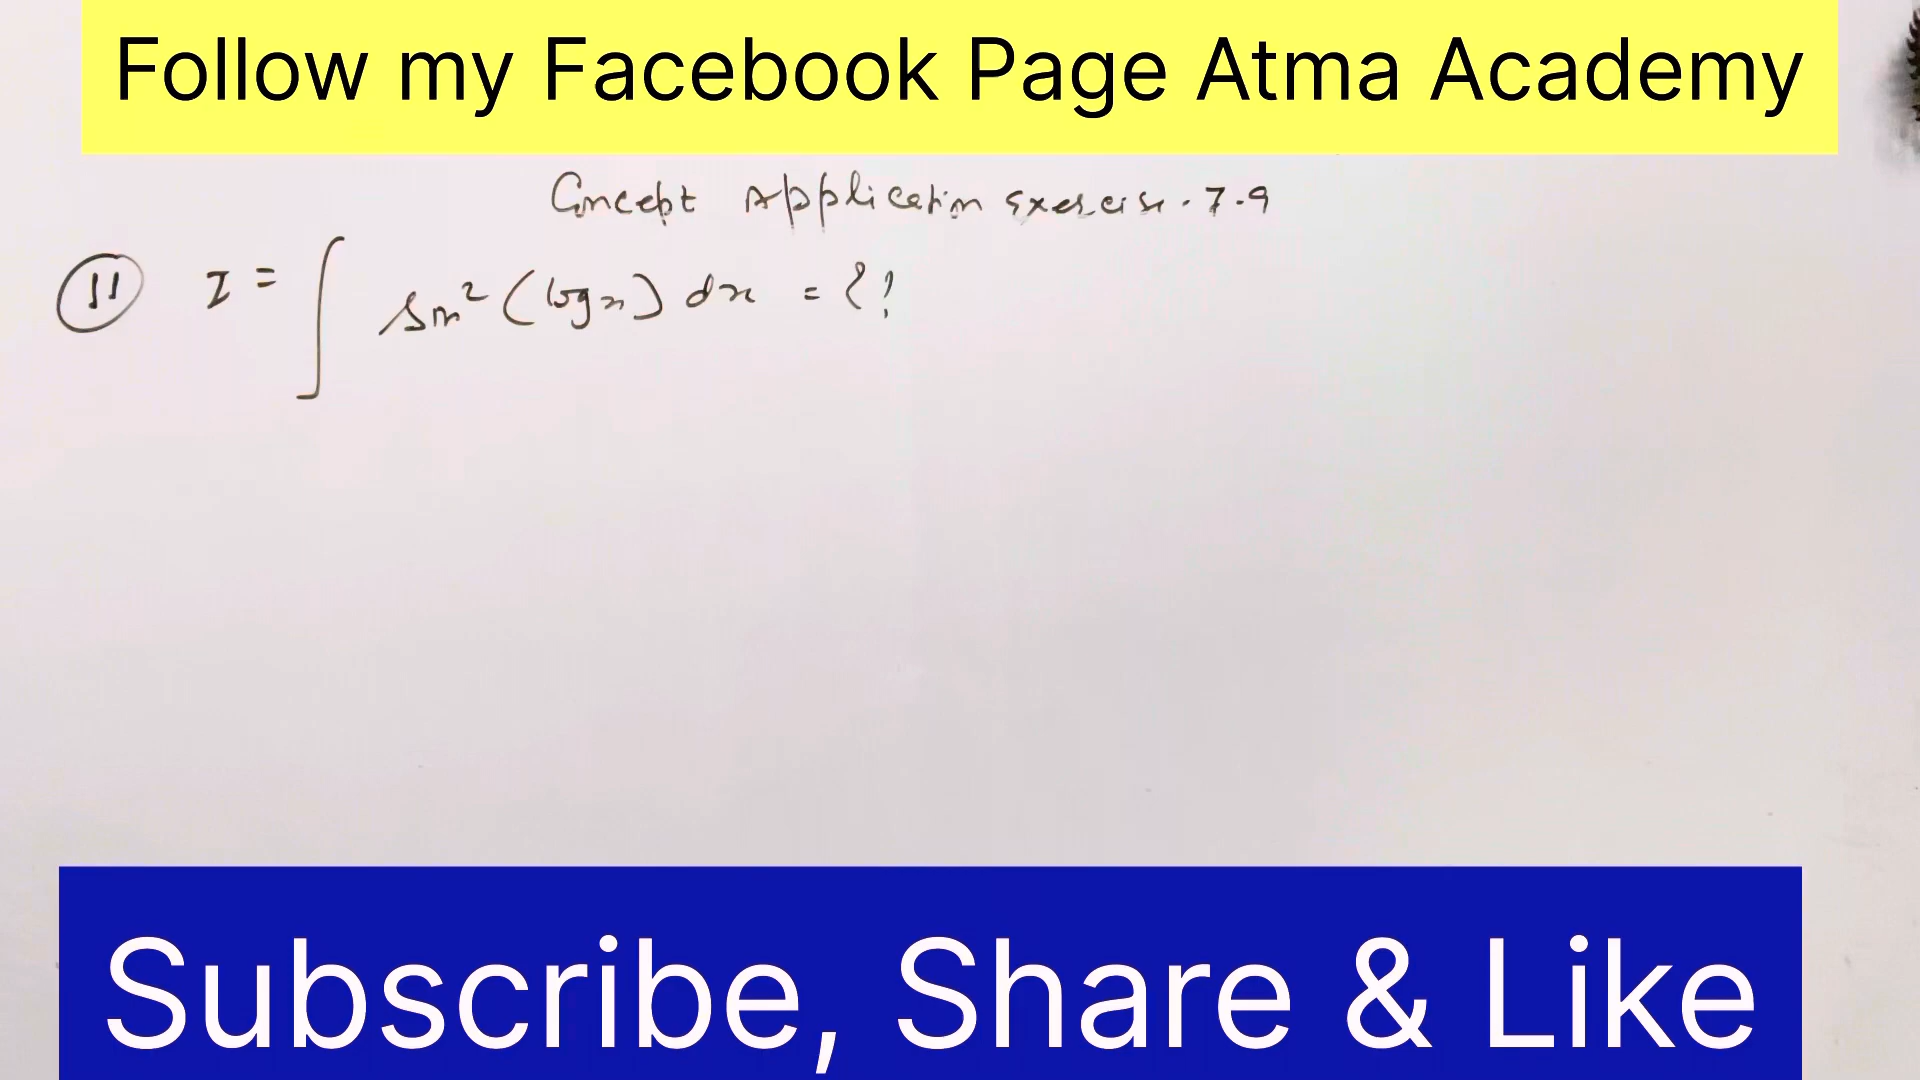 Follow my Facebook Page Atma Academy
Concept Application Exercise. 7.9
11 I = ∫ sin² (log x) dx = ??
Subscribe, Share & Like